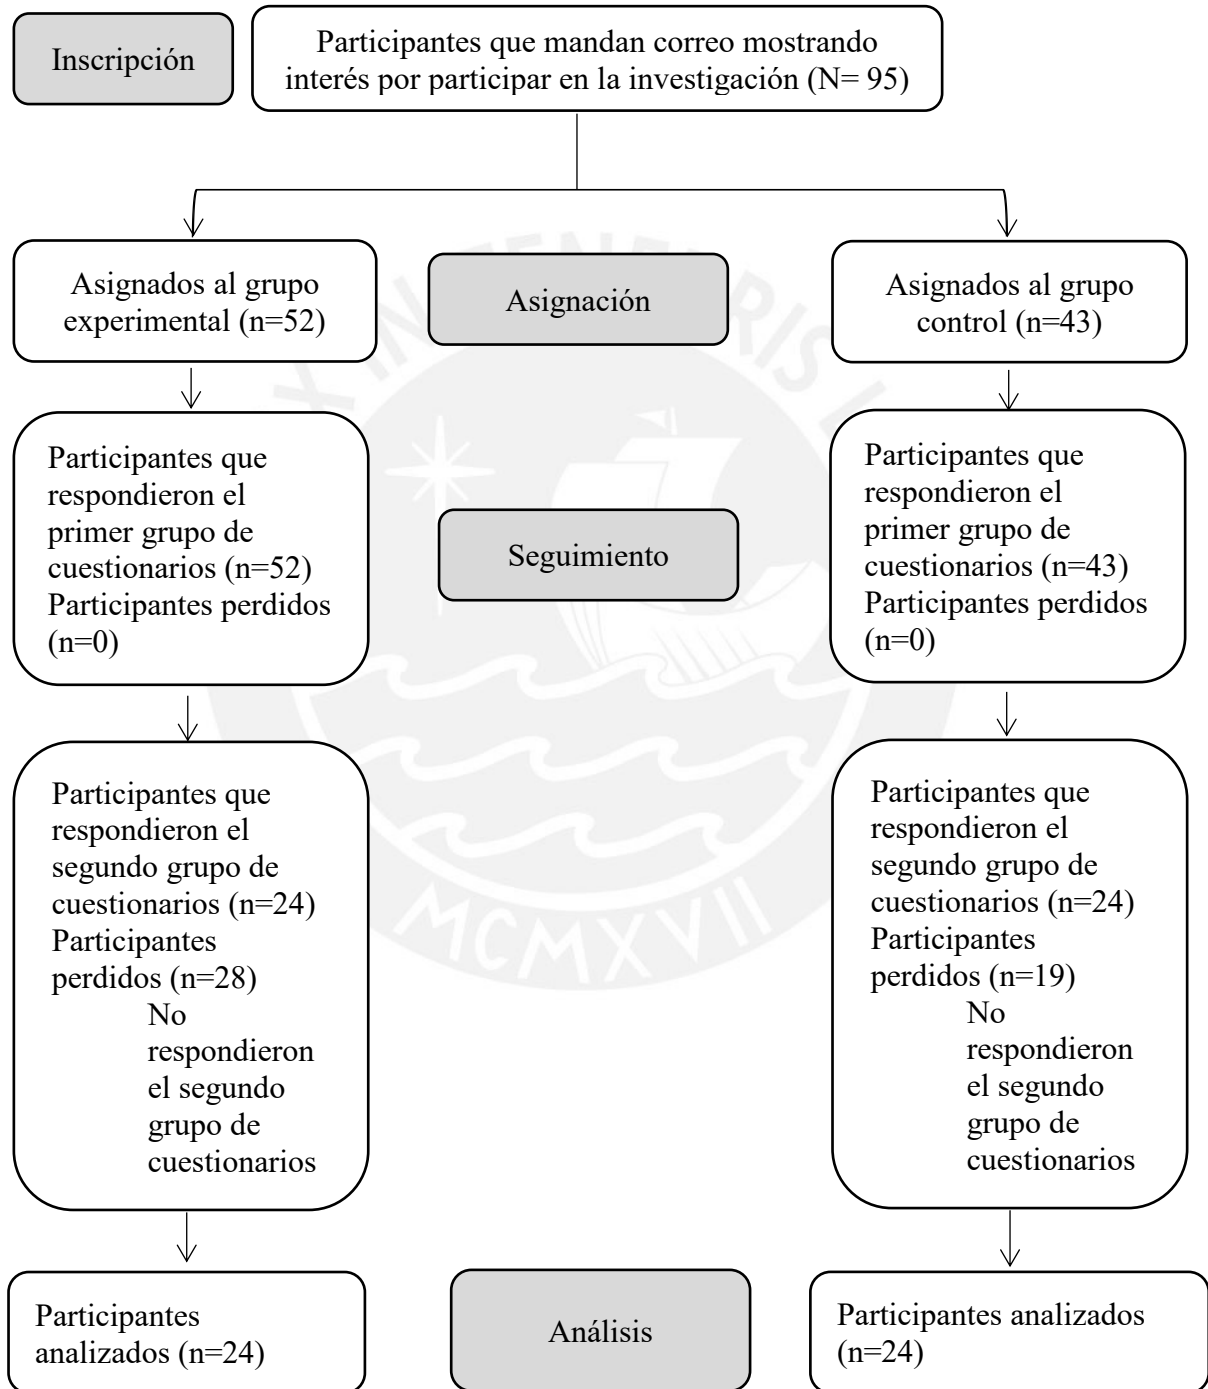 Inscripción
Participantes que mandan correo mostrando
interés por participar en la investigación (N= 95)
Asignados al grupo
experimental (n=52)
Asignación
Asignados al grupo
control (n=43)
Participantes que
respondieron el
primer grupo de
cuestionarios (n=52)
Participantes perdidos
(n=0)
Seguimiento
Participantes que
respondieron el
primer grupo de
cuestionarios (n=43)
Participantes perdidos
(n=0)
Participantes que
respondieron el
segundo grupo de
cuestionarios (n=24)
Participantes
perdidos (n=28)
No
respondieron
el segundo
grupo de
cuestionarios
Participantes que
respondieron el
segundo grupo de
cuestionarios (n=24)
Participantes
perdidos (n=19)
No
respondieron
el segundo
grupo de
cuestionarios
MCMXVII
Participantes
analizados (n=24)
Análisis
Participantes analizados
(n=24)